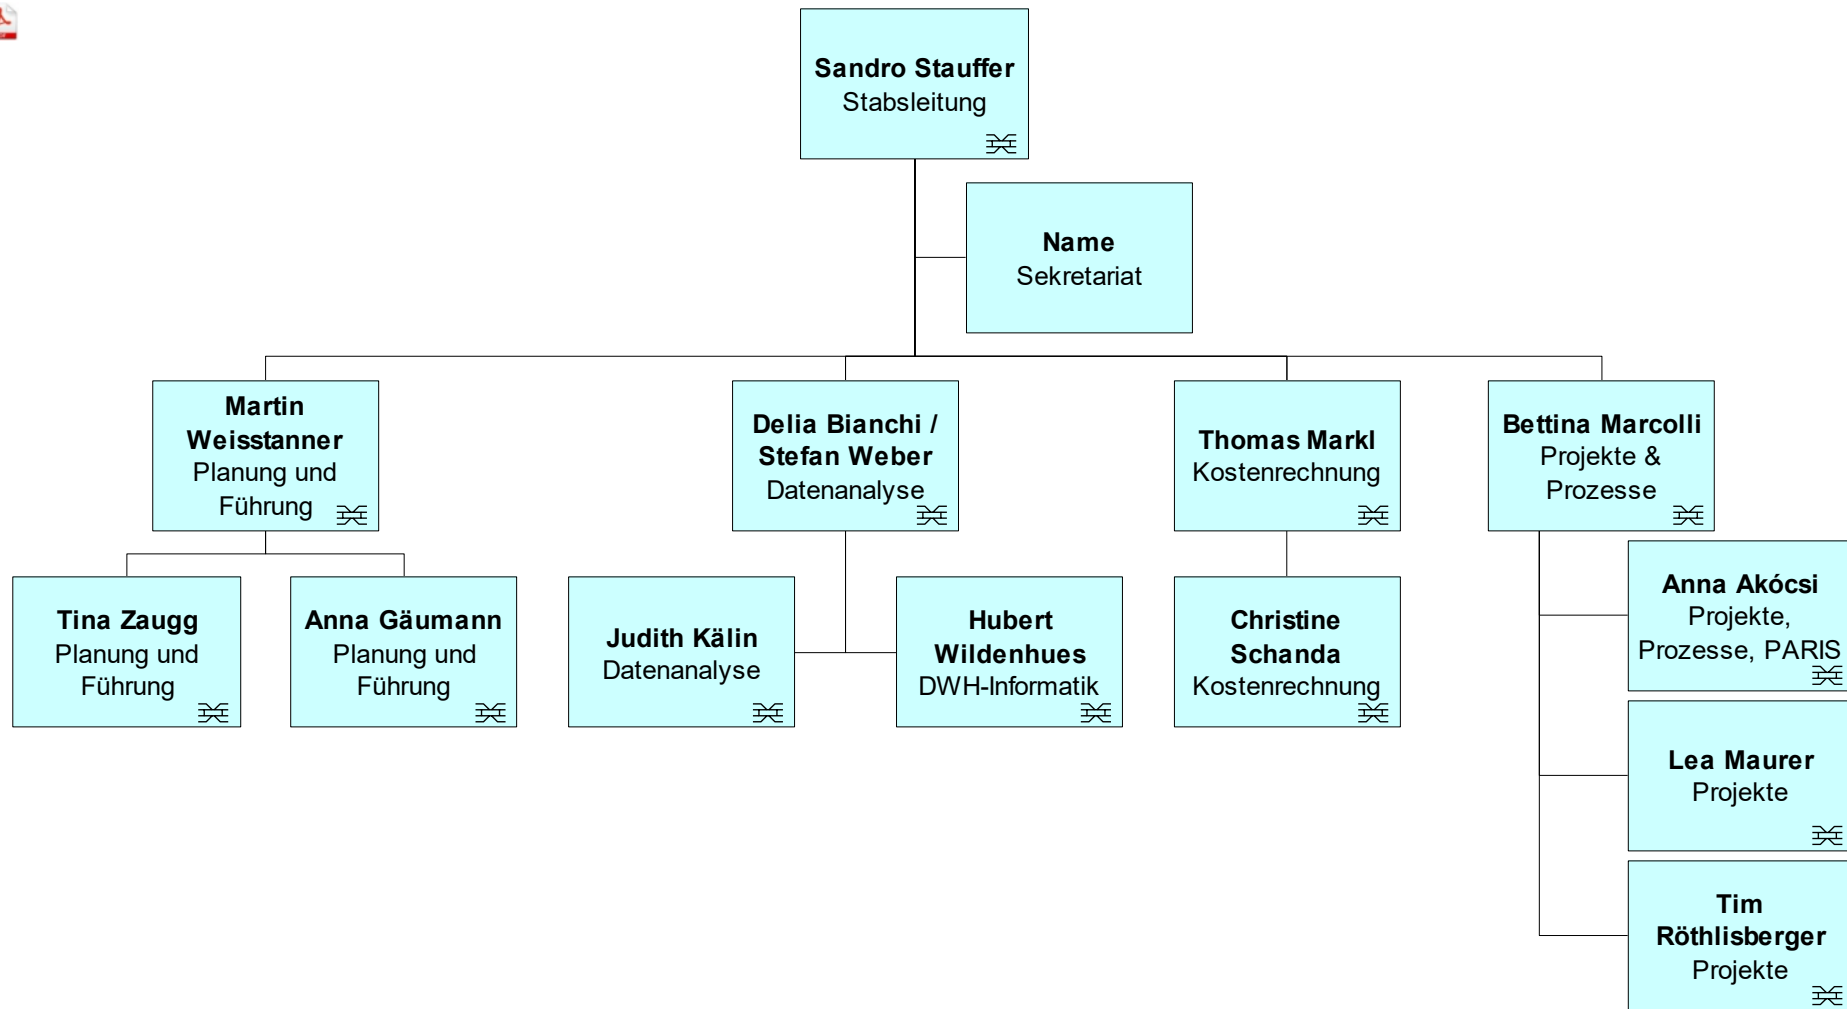 Sandro Stauffer
Stabsleitung
Name
Sekretariat
Martin
Weisstanner
Planung und
Führung
Delia Bianchi /
Stefan Weber
Datenanalyse
Thomas Markl
Kostenrechnung
Bettina Marcolli
Projekte &
Prozesse
Tina Zaugg
Planung und
Führung
Anna Gäumann
Planung und
Führung
Judith Kälin
Datenanalyse
Hubert
Wildenhues
DWH-Informatik
Christine
Schanda
Kostenrechnung
Anna Akócsi
Projekte,
Prozesse, PARIS
Lea Maurer
Projekte
Tim
Röthlisberger
Projekte